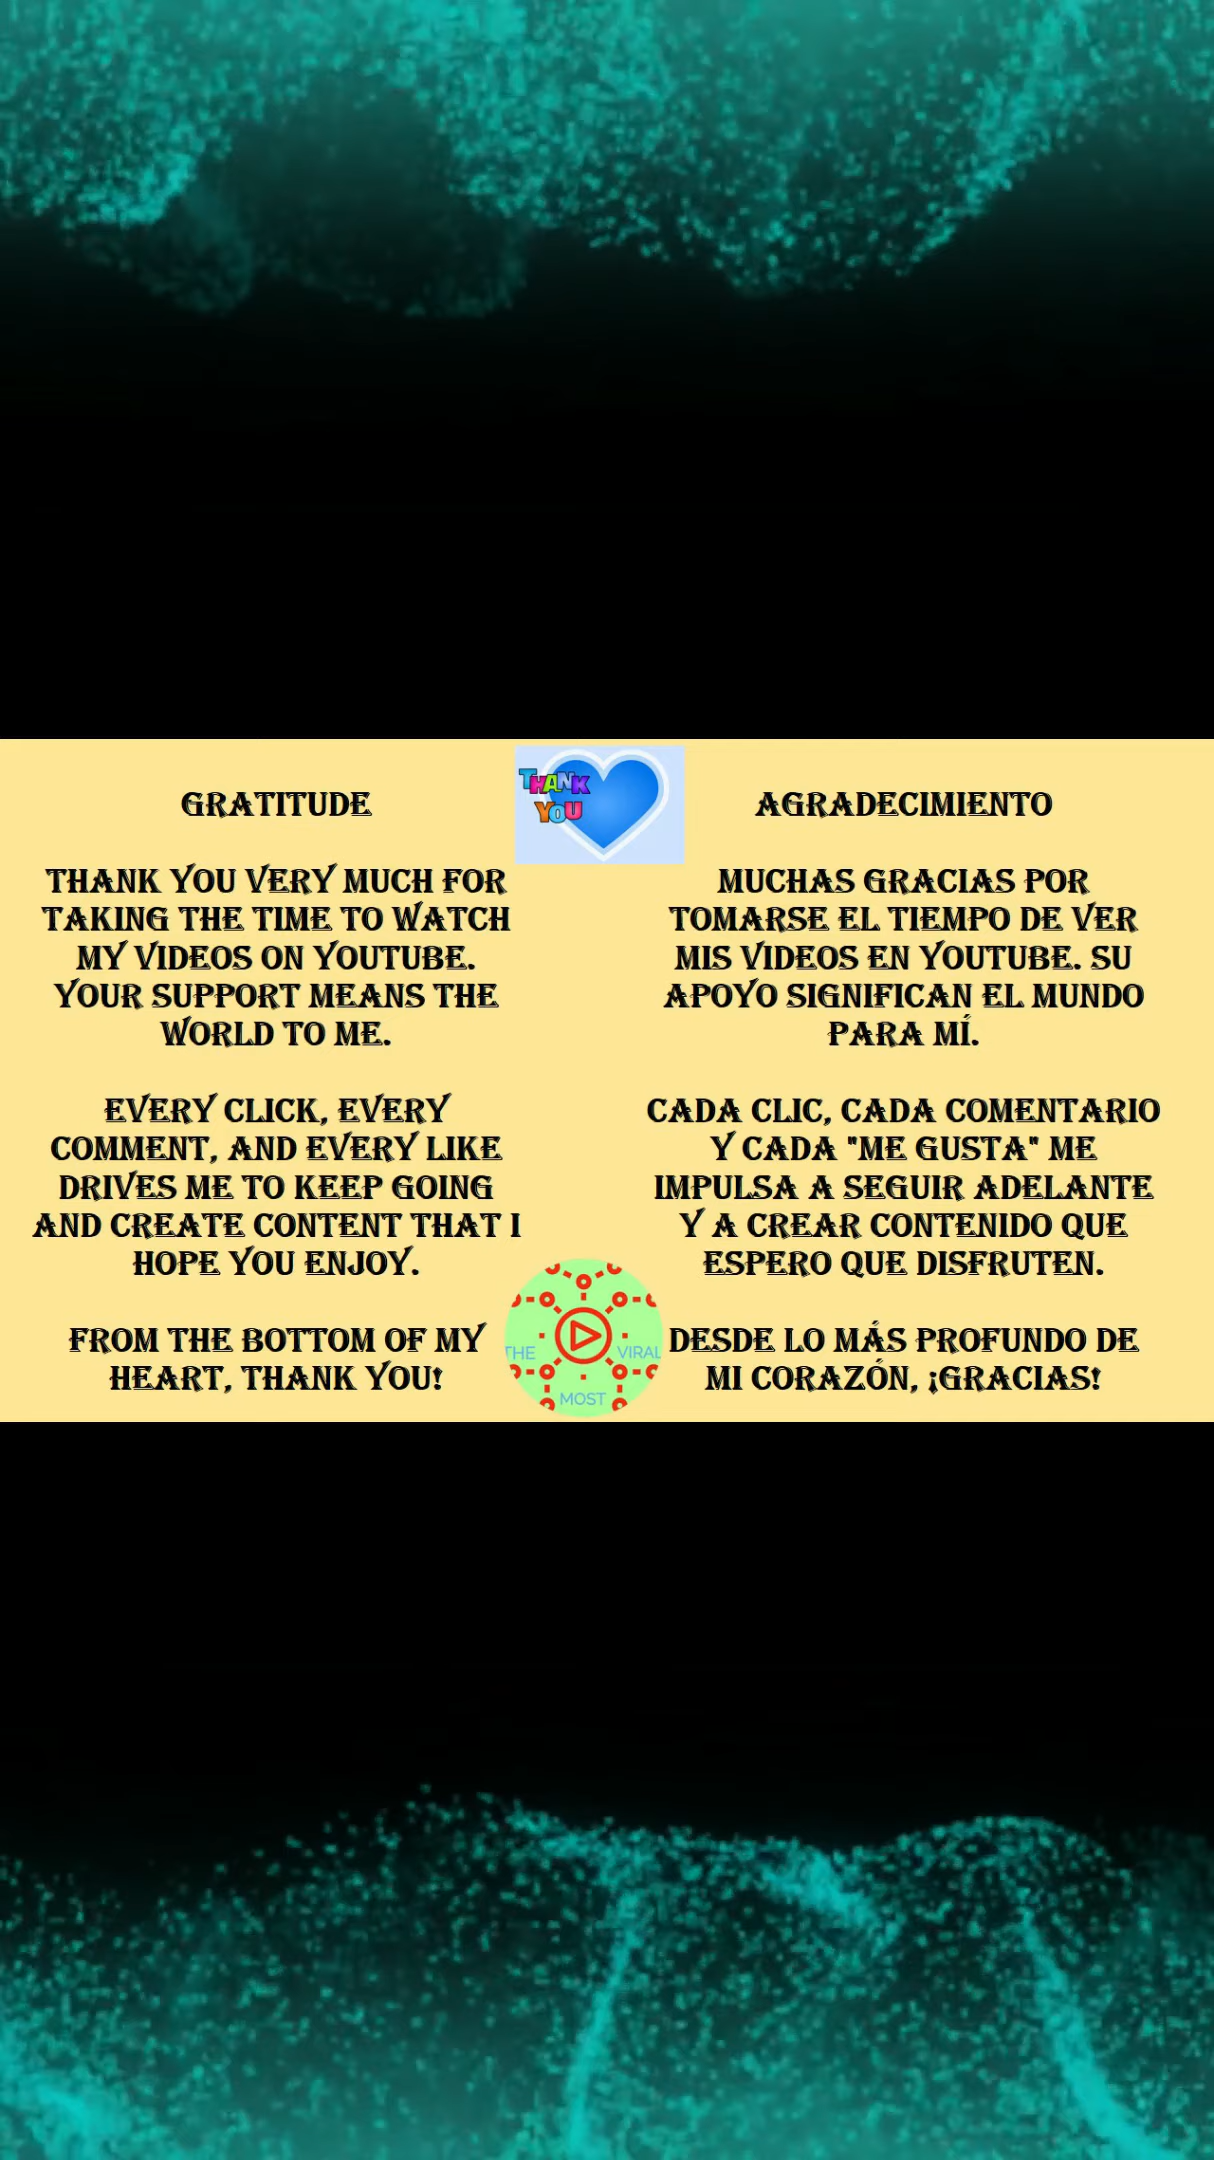 GRATITUDE
THANK YOU VERY MUCH FOR
TAKING THE TIME TO WATCH
MY VIDEOS ON YOUTUBE.
YOUR SUPPORT MEANS THE
WORLD TO ME.
EVERY CLICK, EVERY
COMMENT, AND EVERY LIKE
DRIVES ME TO KEEP GOING
AND CREATE CONTENT THAT I
HOPE YOU ENJOY.
FROM THE BOTTOM OF MY
HEART, THANK YOU!
THANK
YOU
AGRADECIMIENTO
MUCHAS GRACIAS POR
TOMARSE EL TIEMPO DE VER
MIS VIDEOS EN YOUTUBE. SU
APOYO SIGNIFICAN EL MUNDO
PARA MÍ.
CADA CLIC, CADA COMENTARIO
Y CADA "ME GUSTA" ME
IMPULSA A SEGUIR ADELANTE
Y A CREAR CONTENIDO QUE
ESPERO QUE DISFRUTEN.
DESDE LO MÁS PROFUNDO DE
MI CORAZÓN, ¡GRACIAS!
THE VIRAL
MOST